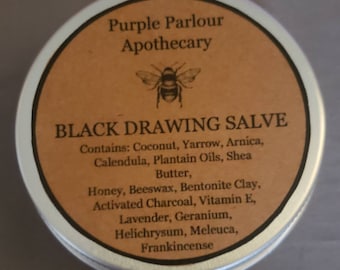 Purple Parlour
Apothecary
BLACK DRAWING SALVE
Contains: Coconut, Yarrow, Arnica,
Calendula, Plantain Oils, Shea
Butter,
Honey, Beeswax, Bentonite Clay,
Activated Charcoal, Vitamin E,
Lavender, Geranium,
Helichrysum, Meleuca,
Frankincense